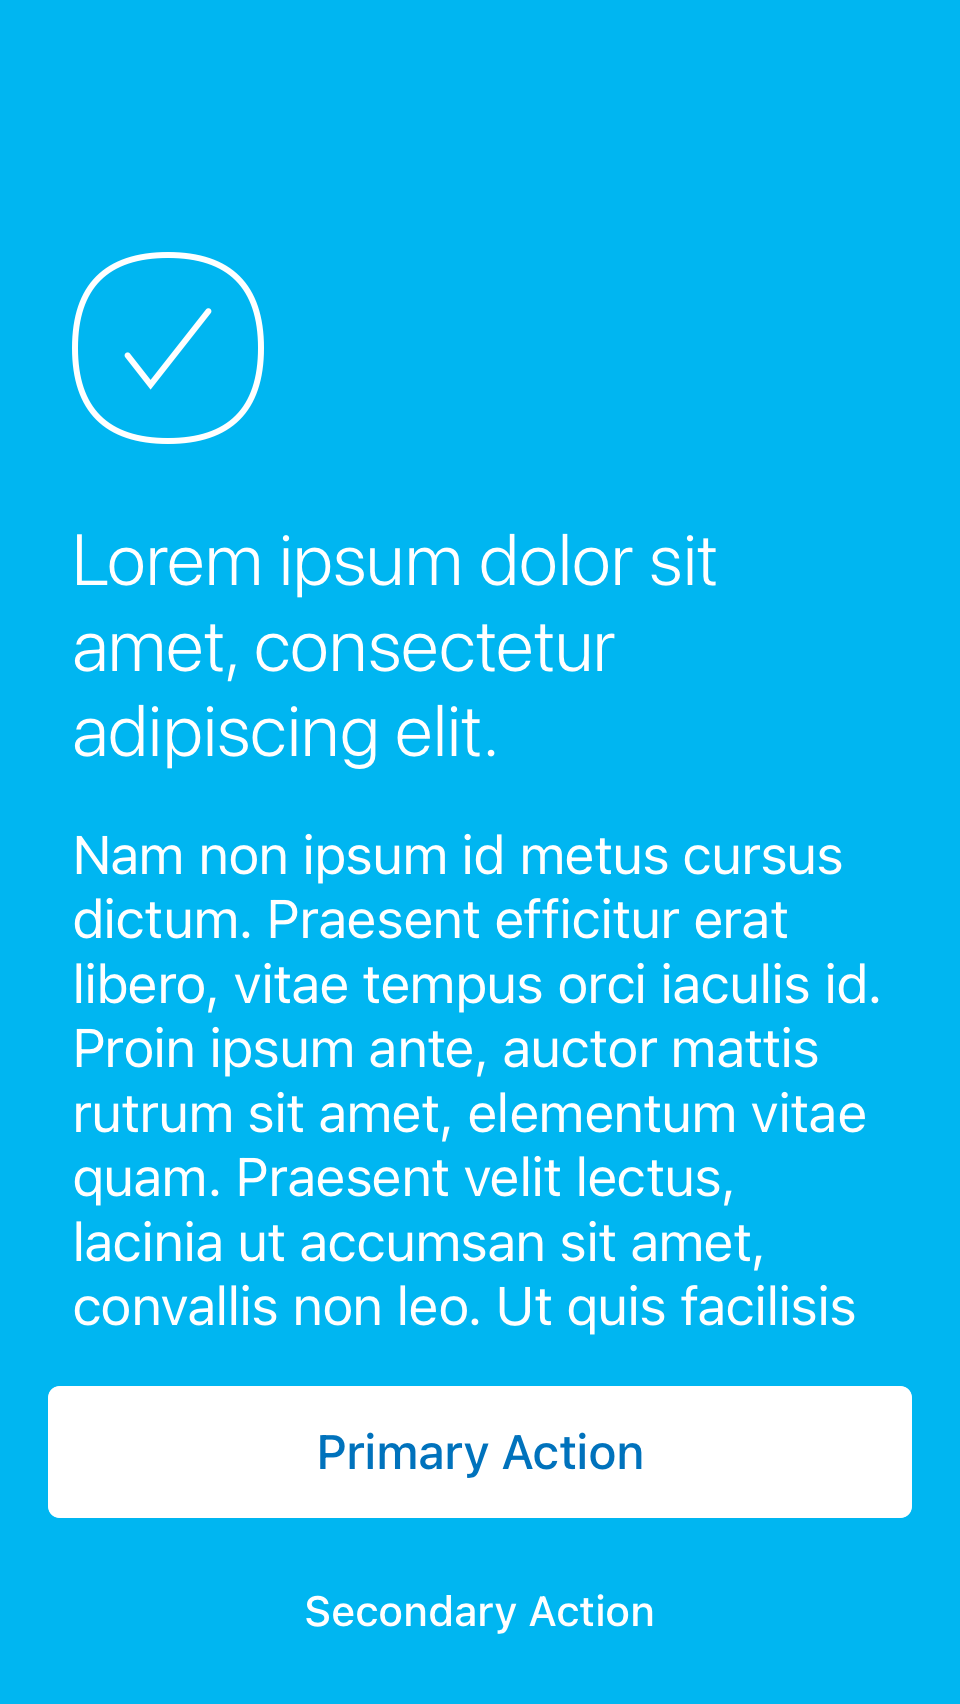 Lorem ipsum dolor sit
amet, consectetur
adipiscing elit.
Nam non ipsum id metus cursus
dictum. Praesent efficitur erat
libero, vitae tempus orci iaculis id.
Proin ipsum ante, auctor mattis
rutrum sit amet, elementum vitae
quam. Praesent velit lectus,
lacinia ut accumsan sit amet,
convallis non leo. Ut quis facilisis
Primary Action
Secondary Action